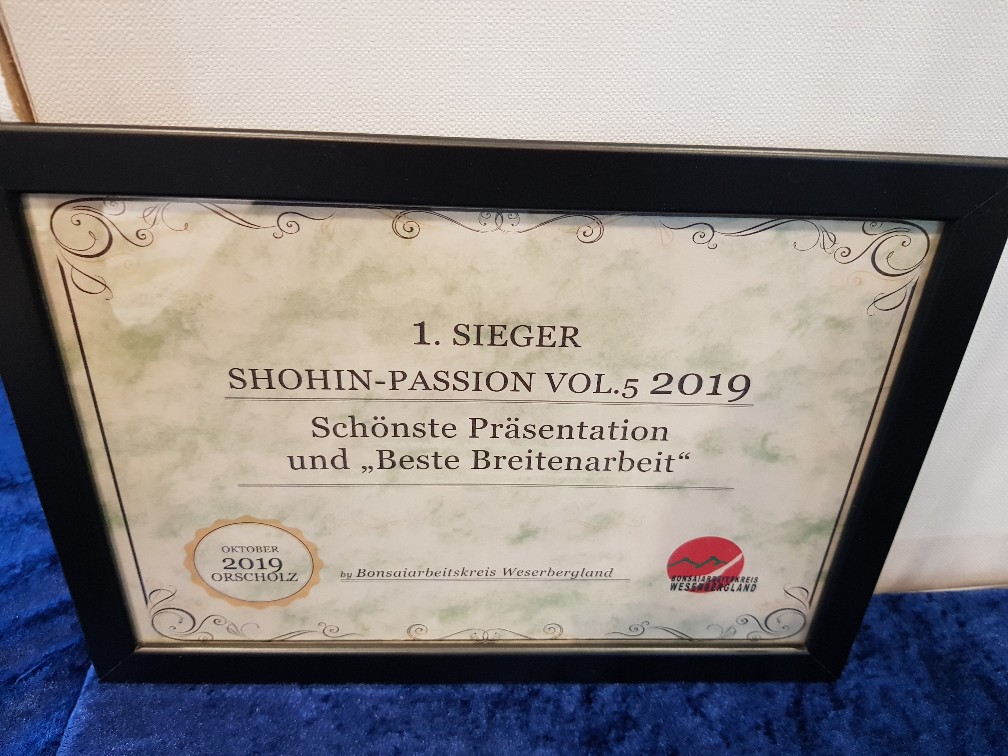 1. SIEGER
SHOHIN-PASSION VOL.5 2019
Schönste Präsentation
und „Beste Breitenarbeit“
OKTOBER
2019
ORSCHOLZ
by Bonsaiarbeitskreis Weserbergland
BONSAIARBEITSKREIS
WESERBERGLAND